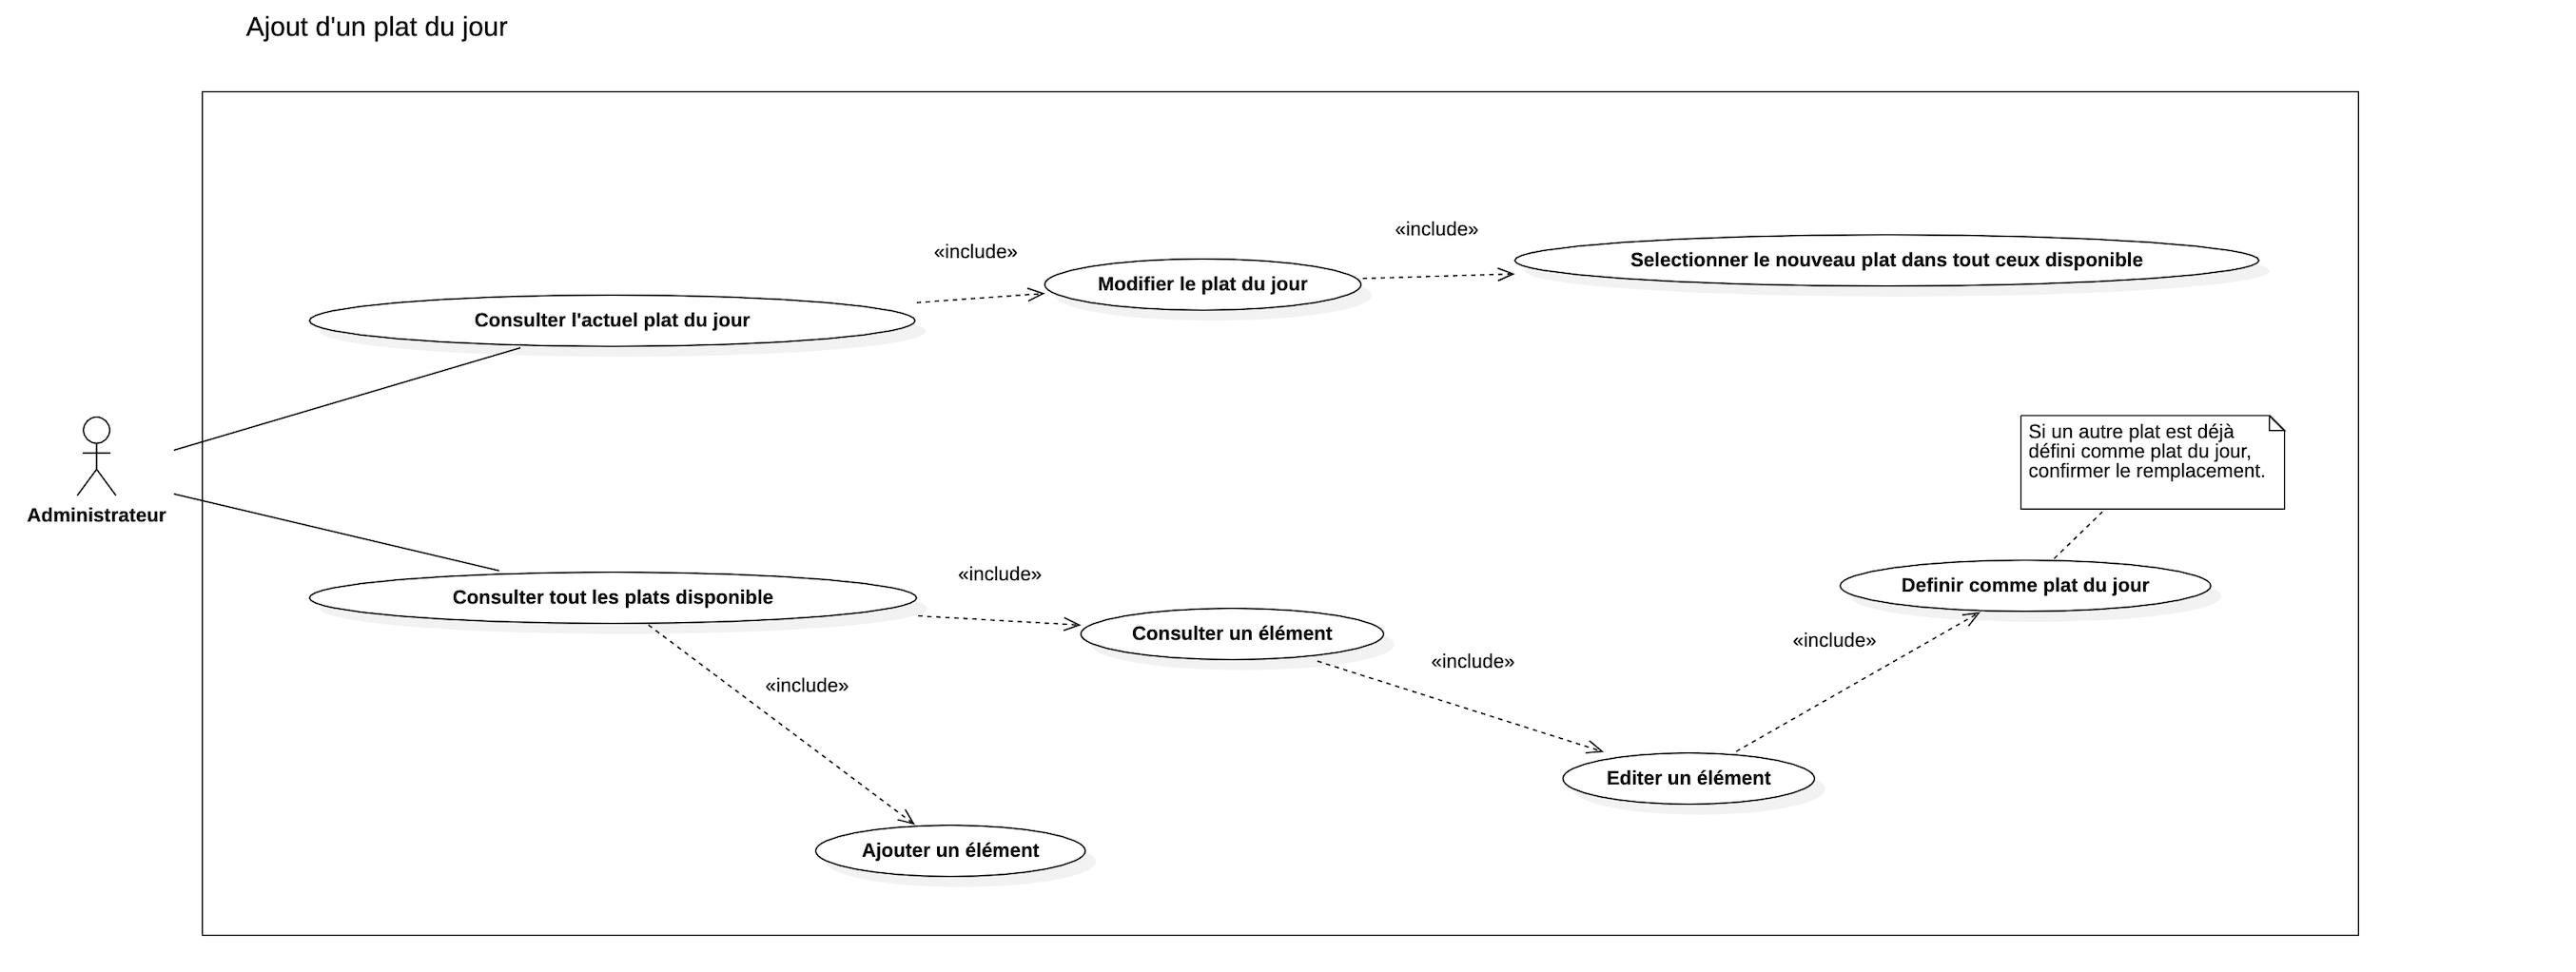 Ajout d'un plat du jour
«include»
«include»
Selectionner le nouveau plat dans tout ceux disponible
Modifier le plat du jour
Consulter l'actuel plat du jour
Si un autre plat est déjà
défini comme plat du jour,
confirmer le remplacement.
Administrateur
«include»
Definir comme plat du jour
Consulter tout les plats disponible
Consulter un élément
«include»
«include»
«include»
Editer un élément
Ajouter un élément